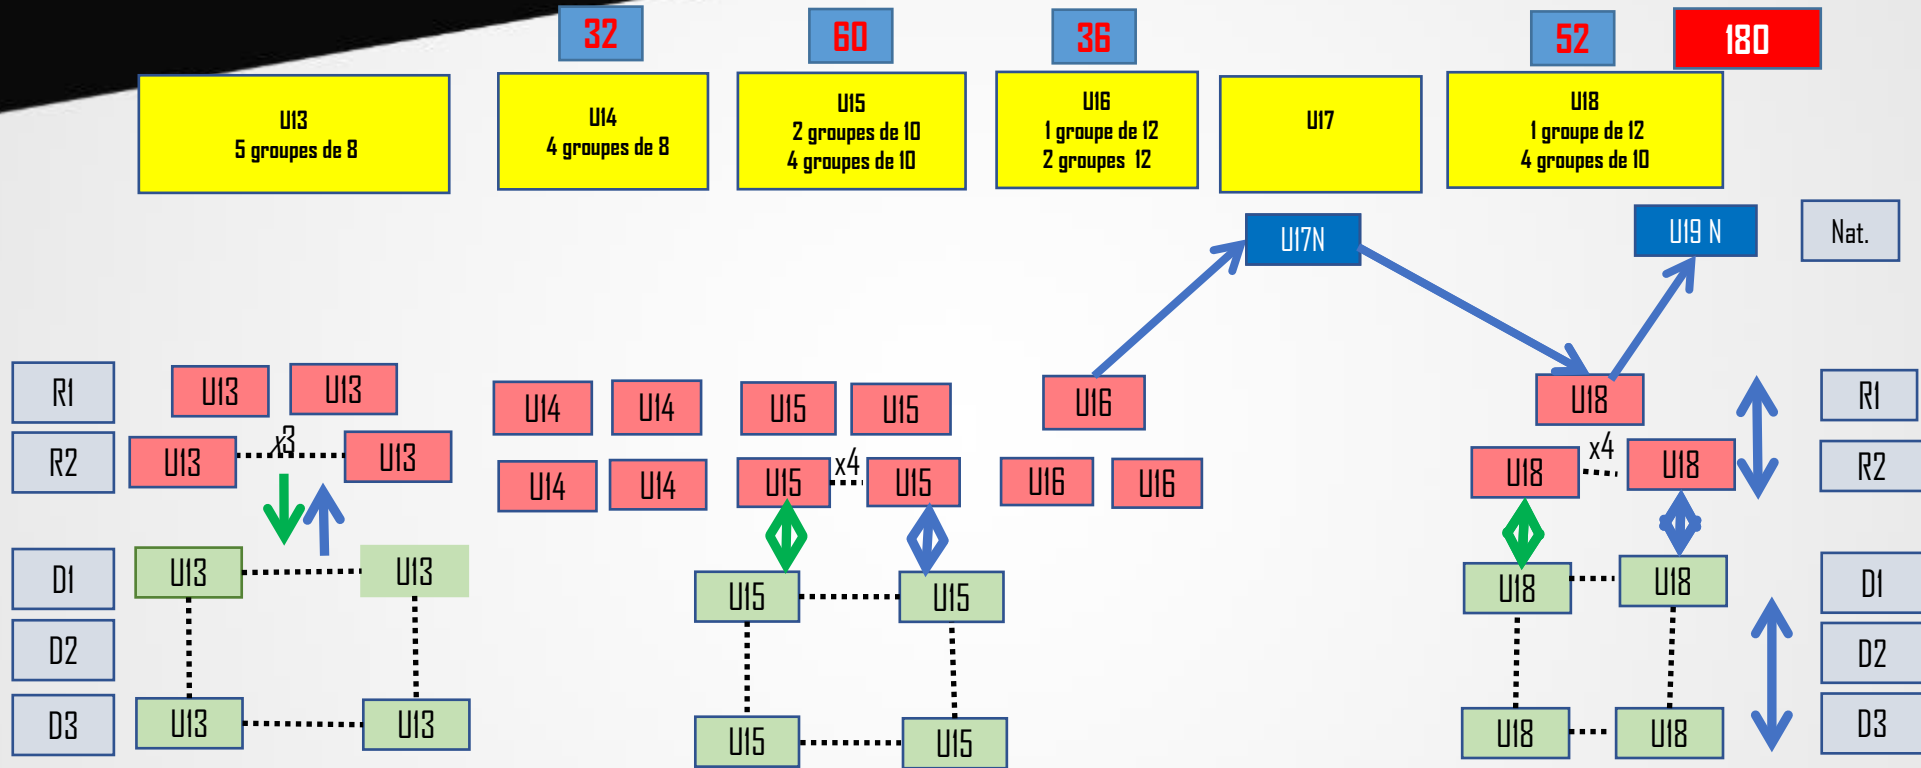 32
60
36
52
180
U13
5 groupes de 8
U14
4 groupes de 8
U15
2 groupes de 10
4 groupes de 10
U16
1 groupe de 12
2 groupes 12
U17
U18
1 groupe de 12
4 groupes de 10
U17N
U19 N
Nat.
R1
U13
U13
U14
U14
U15
U15
U16
U18
R1
R2
U13
x3
U13
U14
U14
U15
x4
U15
U16
U16
U18
x4
U18
R2
D1
U13
U13
U15
U15
U18
U18
D1
D2
D2
D3
U13
U13
U15
U15
U18
U18
D3